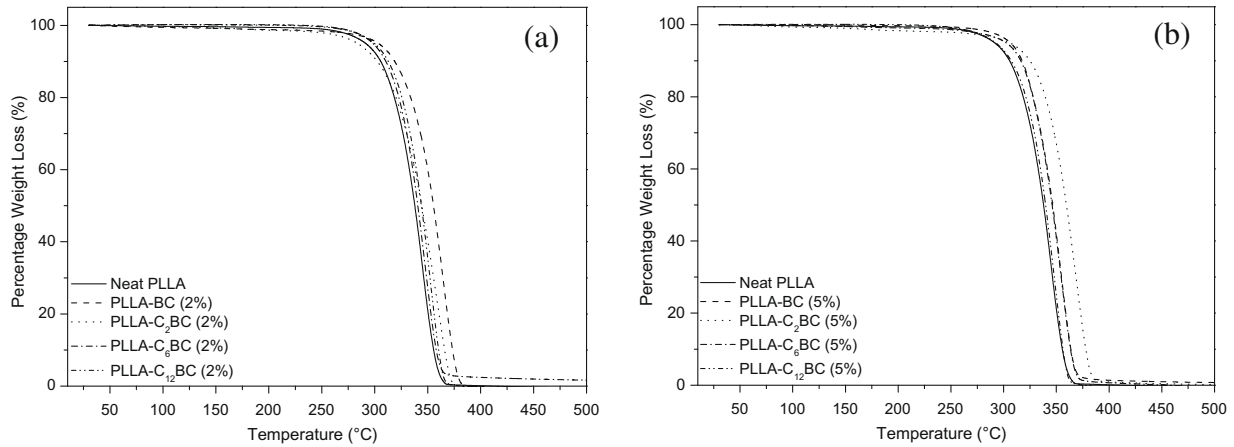 (a)
100
80
60
40
20
0
Percentage Weight Loss (%)
Neat PLLA
PLLA-BC (2%)
PLLA-C₂BC (2%)
PLLA-C₆BC (2%)
PLLA-C₁₂BC (2%)
50 100 150 200 250 300 350 400 450 500
Temperature (°C)
(b)
100
80
60
40
20
0
Percentage Weight Loss (%)
Neat PLLA
PLLA-BC (5%)
PLLA-C₂BC (5%)
PLLA-C₆BC (5%)
PLLA-C₁₂BC (5%)
50 100 150 200 250 300 350 400 450 500
Temperature (°C)